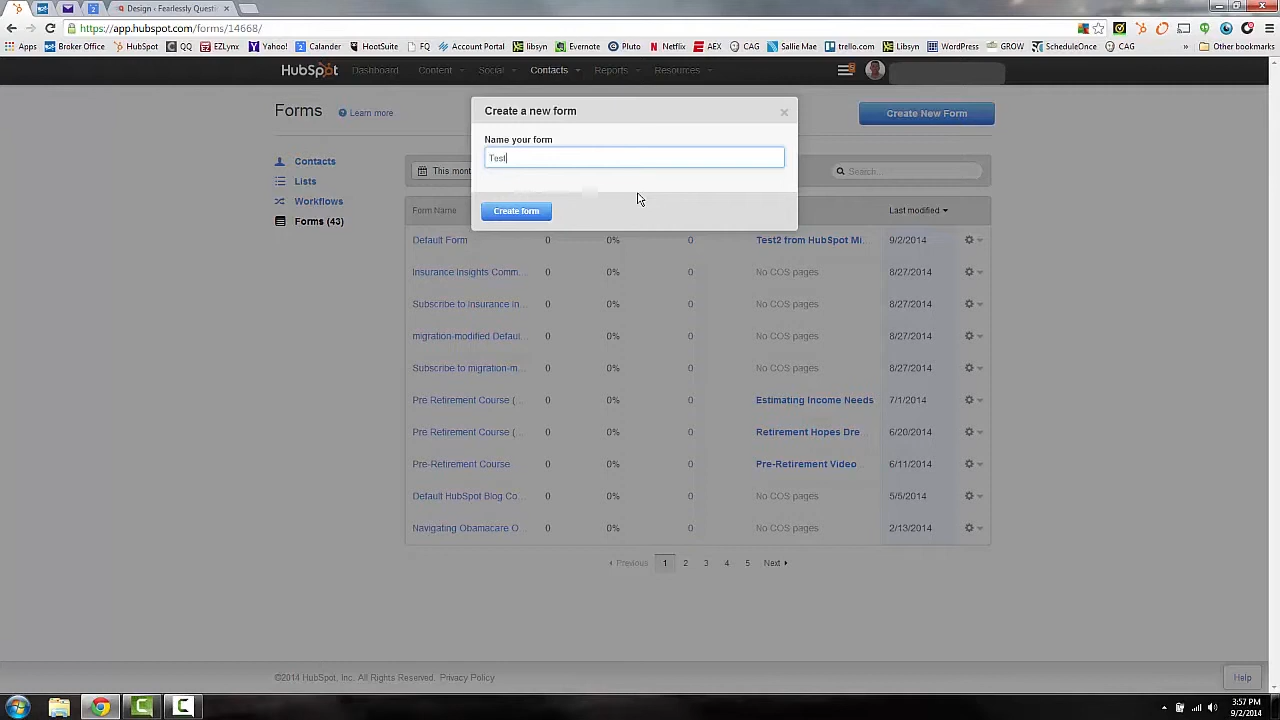 Design ‹ Fearlessly Questi
https://app.hubspot.com/forms/14668/
Apps Broker Office HubSpot QQ EZLynx Yahoo! Calander HootSuite FQ Account Portal libsyn Evernote Pluto Netflix AEX CAG Sallie Mae trello.com Libsyn WordPress GROW ScheduleOnce CAG » Other bookmarks
HubSpot Dashboard Content Social Contacts Reports Resources
Forms Learn more Create New Form
Create a new form
Name your form
Test
Create form
Contacts
Lists
Workflows
Forms (43)
This mont Search...
Form Name Last modified
Default Form 0 0% 0 Test2 from HubSpot Mi... 9/2/2014
Insurance Insights Comm... 0 0% 0 No COS pages 8/27/2014
Subscribe to Insurance In... 0 0% 0 No COS pages 8/27/2014
migration-modified Defaul... 0 0% 0 No COS pages 8/27/2014
Subscribe to migration-m... 0 0% 0 No COS pages 8/27/2014
Pre Retirement Course (... 0 0% 0 Estimating Income Needs 7/1/2014
Pre Retirement Course (... 0 0% 0 Retirement Hopes Dre... 6/20/2014
Pre-Retirement Course 0 0% 0 Pre-Retirement Video 6/11/2014
Default HubSpot Blog Co... 0 0% 0 No COS pages 5/5/2014
Navigating Obamacare O... 0 0% 0 No COS pages 2/13/2014
Previous 1 2 3 4 5 Next
©2014 HubSpot, Inc. All Rights Reserved. Privacy Policy
Help
3:57 PM
9/2/2014